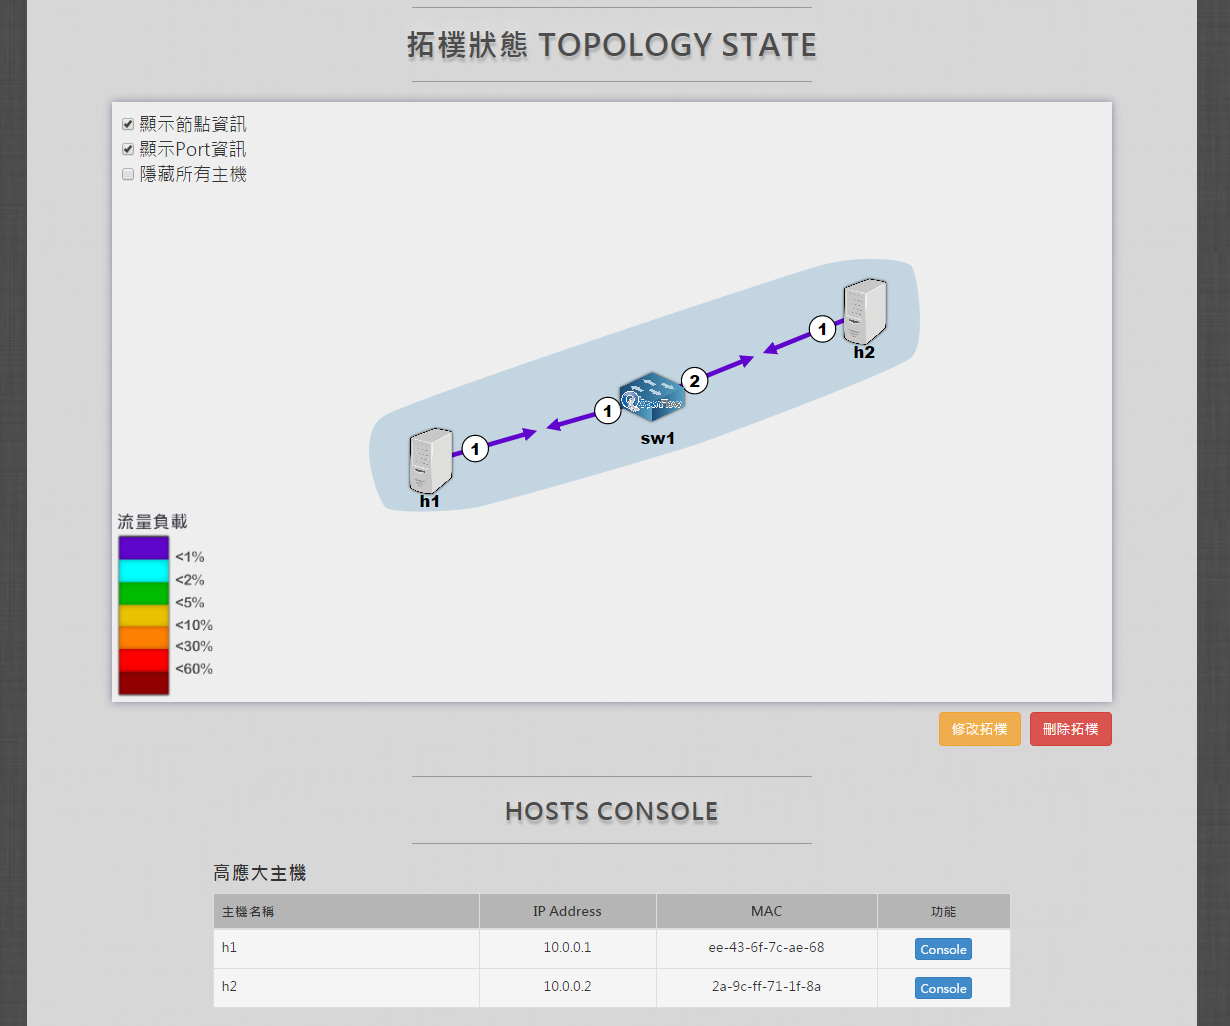 拓樸狀態 TOPOLOGY STATE
顯示節點資訊
顯示Port資訊
隱藏所有主機
1
h2
2
1
OpenFlow
sw1
1
h1
流量負載
<1%
<2%
<5%
<10%
<30%
<60%
修改拓樸 刪除拓樸
HOSTS CONSOLE
高應大主機
主機名稱 IP Address MAC 功能
h1 10.0.0.1 ee-43-6f-7c-ae-68 Console
h2 10.0.0.2 2a-9c-ff-71-1f-8a Console